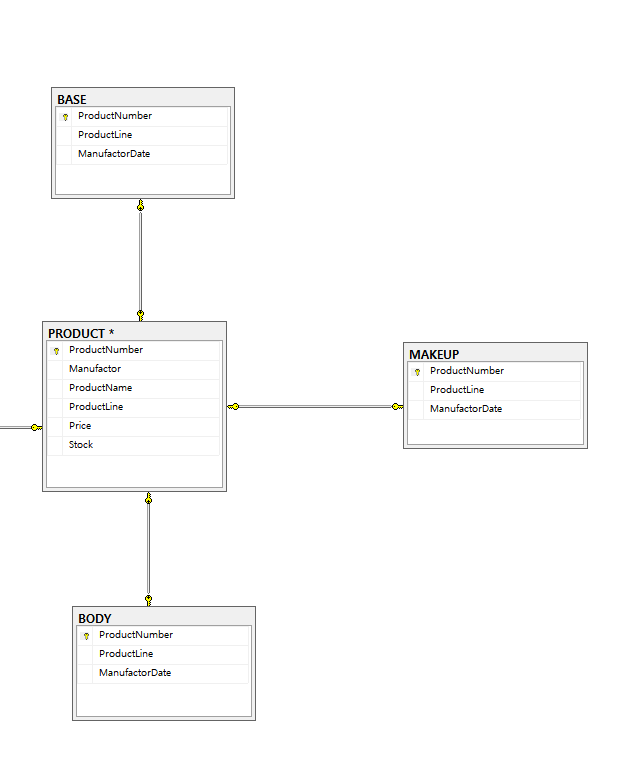 BASE
ProductNumber
ProductLine
ManufactorDate
PRODUCT *
ProductNumber
Manufactor
ProductName
ProductLine
Price
Stock
MAKEUP
ProductNumber
ProductLine
ManufactorDate
BODY
ProductNumber
ProductLine
ManufactorDate